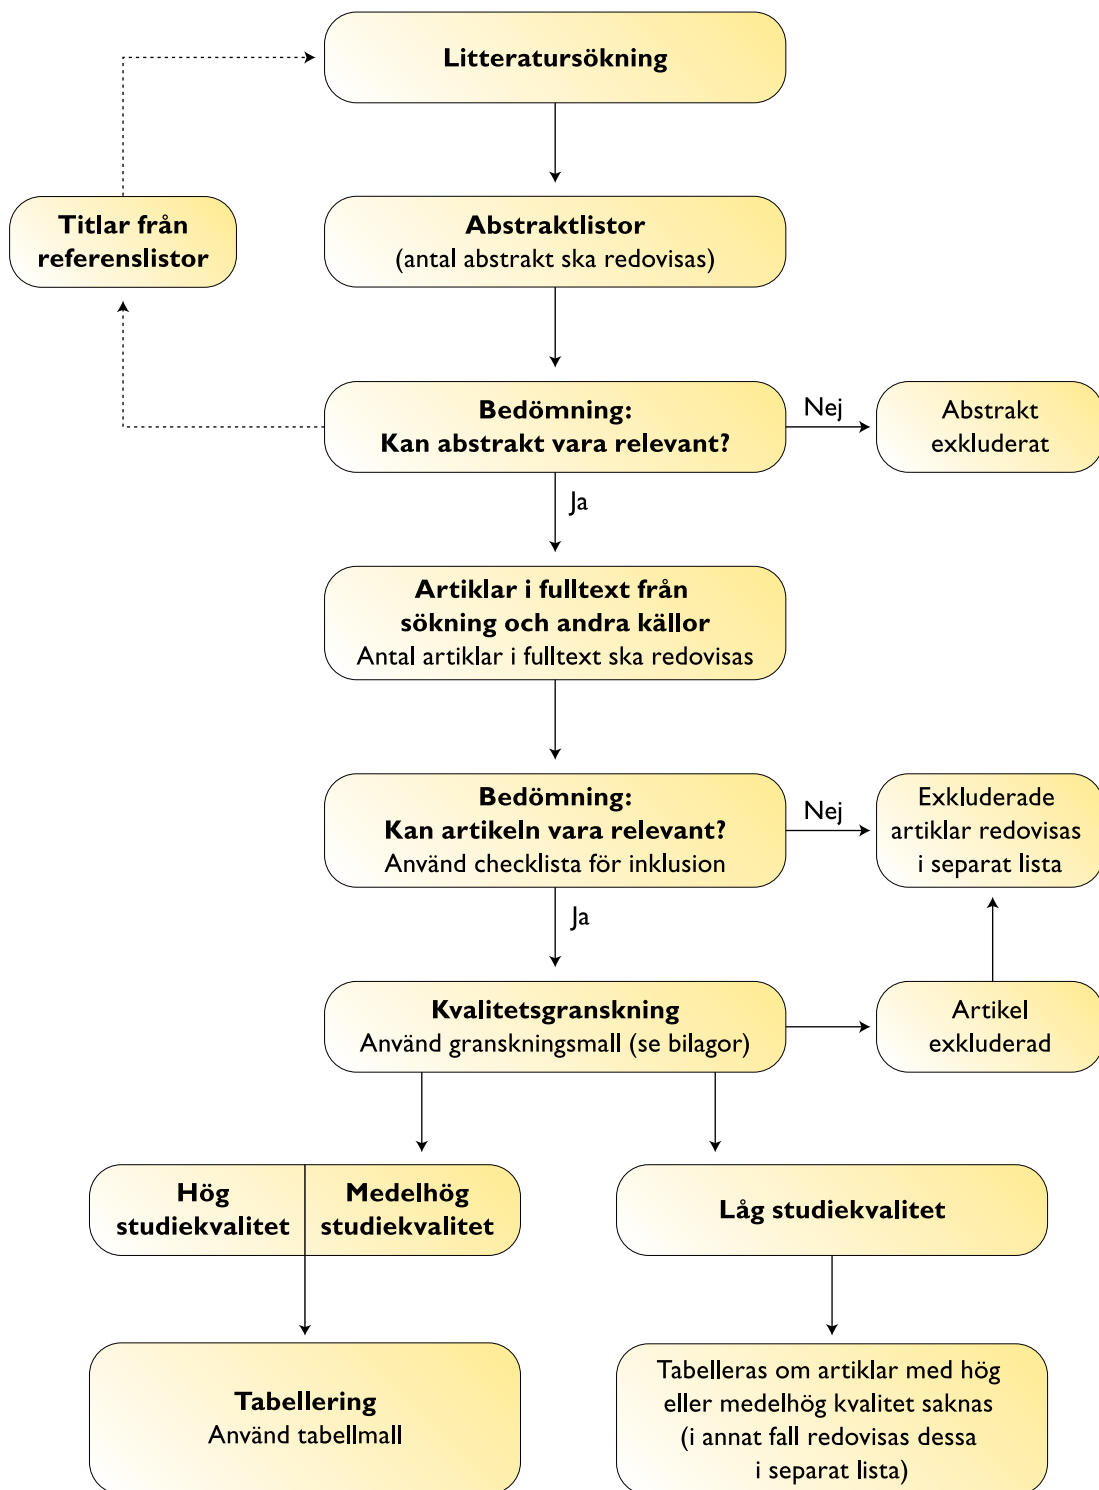 Litteratursökning
Titlar från
referenslistor
Abstraktlistor
(antal abstrakt ska redovisas)
Bedömning:
Kan abstrakt vara relevant?
Nej
Abstrakt
exkluderat
Ja
Artiklar i fulltext från
sökning och andra källor
Antal artiklar i fulltext ska redovisas
Bedömning:
Kan artikeln vara relevant?
Använd checklista för inklusion
Nej
Exkluderade
artiklar redovisas
i separat lista
Ja
Kvalitetsgranskning
Använd granskningsmall (se bilagor)
Artikel
exkluderad
Hög
studiekvalitet
Medelhög
studiekvalitet
Låg studiekvalitet
Tabellering
Använd tabellmall
Tabelleras om artiklar med hög
eller medelhög kvalitet saknas
(i annat fall redovisas dessa
i separat lista)